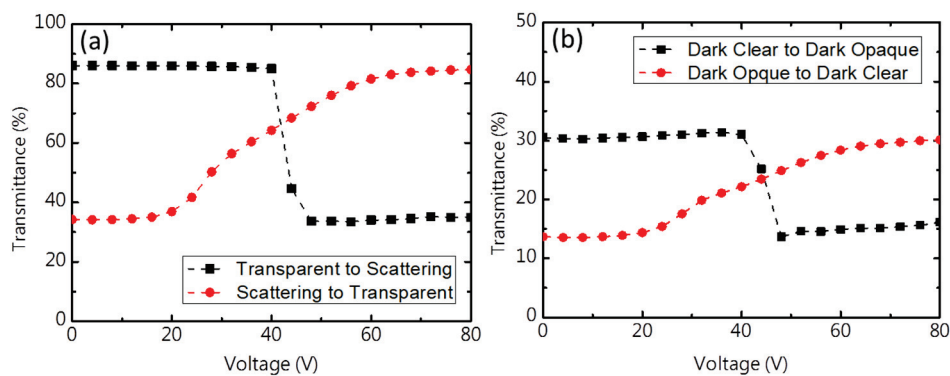 (a)
100
80
60
40
20
0
Transmittance (%)
Transparent to Scattering
Scattering to Transparent
0 20 40 60 80
Voltage (V)
(b)
50
40
30
20
10
0
Transmittance (%)
Dark Clear to Dark Opaque
Dark Opque to Dark Clear
0 20 40 60 80
Voltage (V)